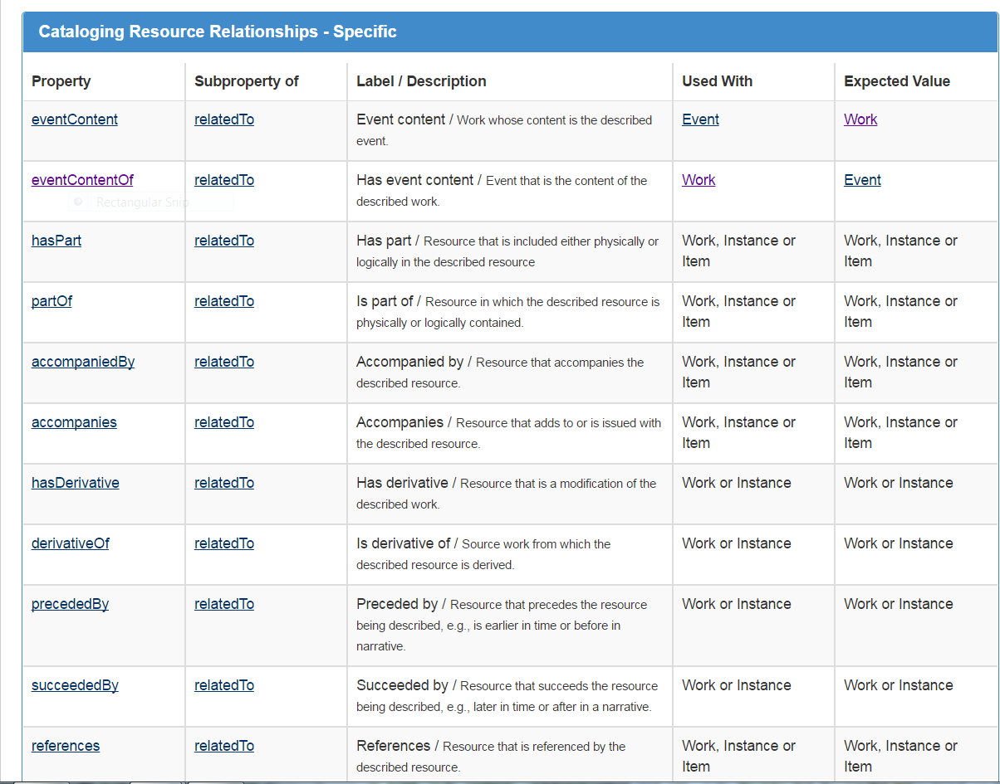 Cataloging Resource Relationships - Specific
Property Subproperty of Label / Description Used With Expected Value
eventContent relatedTo Event content / Work whose content is the described Event Work
event.
eventContentOf relatedTo Has event content / Event that is the content of the Work Event
described work.
Rectangular Snip
hasPart relatedTo Has part / Resource that is included either physically or Work, Instance or Work, Instance or
logically in the described resource Item Item
partOf relatedTo Is part of / Resource in which the described resource is Work, Instance or Work, Instance or
physically or logically contained. Item Item
accompaniedBy relatedTo Accompanied by / Resource that accompanies the Work, Instance or Work, Instance or
described resource. Item Item
accompanies relatedTo Accompanies / Resource that adds to or is issued with Work, Instance or Work, Instance or
the described resource. Item Item
hasDerivative relatedTo Has derivative / Resource that is a modification of the Work or Instance Work or Instance
described work.
derivativeOf relatedTo Is derivative of / Source work from which the Work or Instance Work or Instance
described resource is derived.
precededBy relatedTo Preceded by / Resource that precedes the resource Work or Instance Work or Instance
being described, e.g., is earlier in time or before in
narrative.
succeededBy relatedTo Succeeded by / Resource that succeeds the resource Work or Instance Work or Instance
being described, e.g., later in time or after in a narrative.
references relatedTo References / Resource that is referenced by the Work, Instance or Work, Instance or
described resource. Item Item